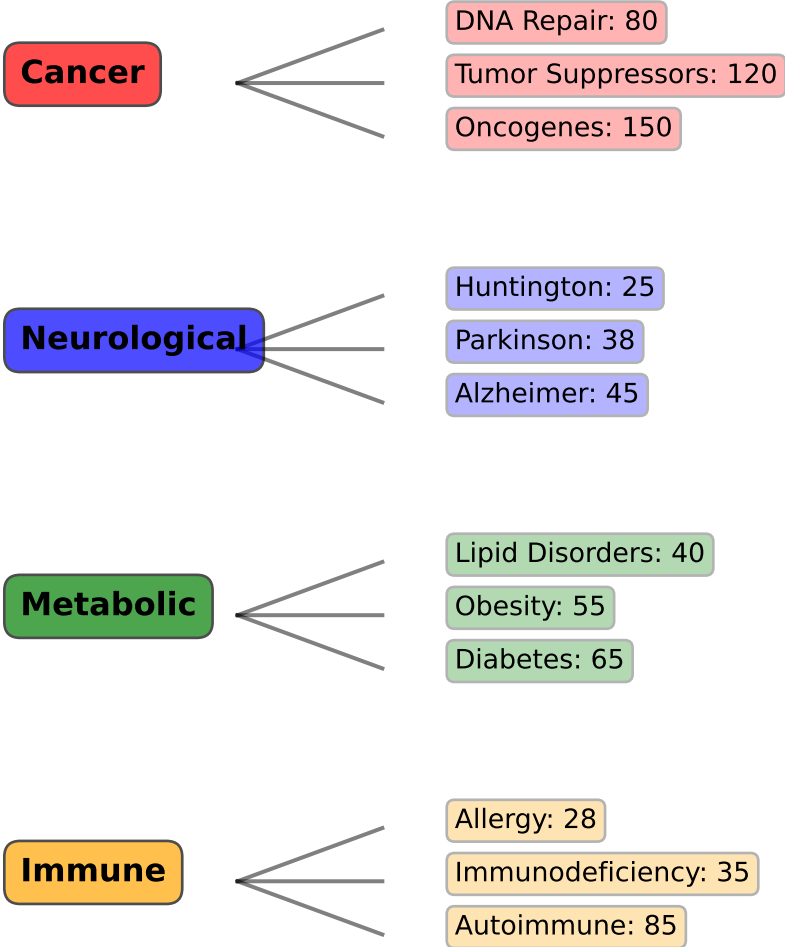 Cancer
DNA Repair: 80
Tumor Suppressors: 120
Oncogenes: 150
Neurological
Huntington: 25
Parkinson: 38
Alzheimer: 45
Metabolic
Lipid Disorders: 40
Obesity: 55
Diabetes: 65
Immune
Allergy: 28
Immunodeficiency: 35
Autoimmune: 85